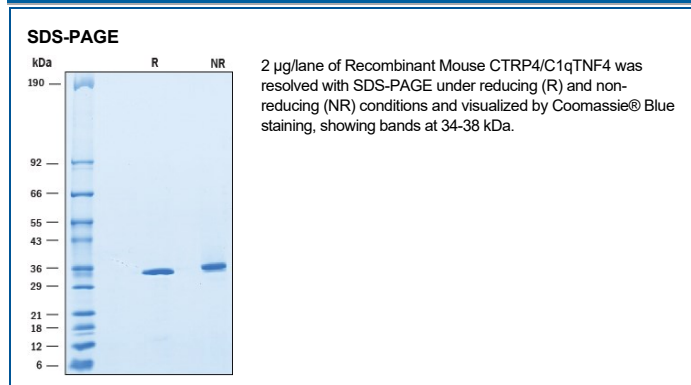 SDS-PAGE
kDa R NR
190
92
66
55
43
36
29
21
18
12
6
2 µg/lane of Recombinant Mouse CTRP4/C1qTNF4 was
resolved with SDS-PAGE under reducing (R) and non-
reducing (NR) conditions and visualized by Coomassie® Blue
staining, showing bands at 34-38 kDa.